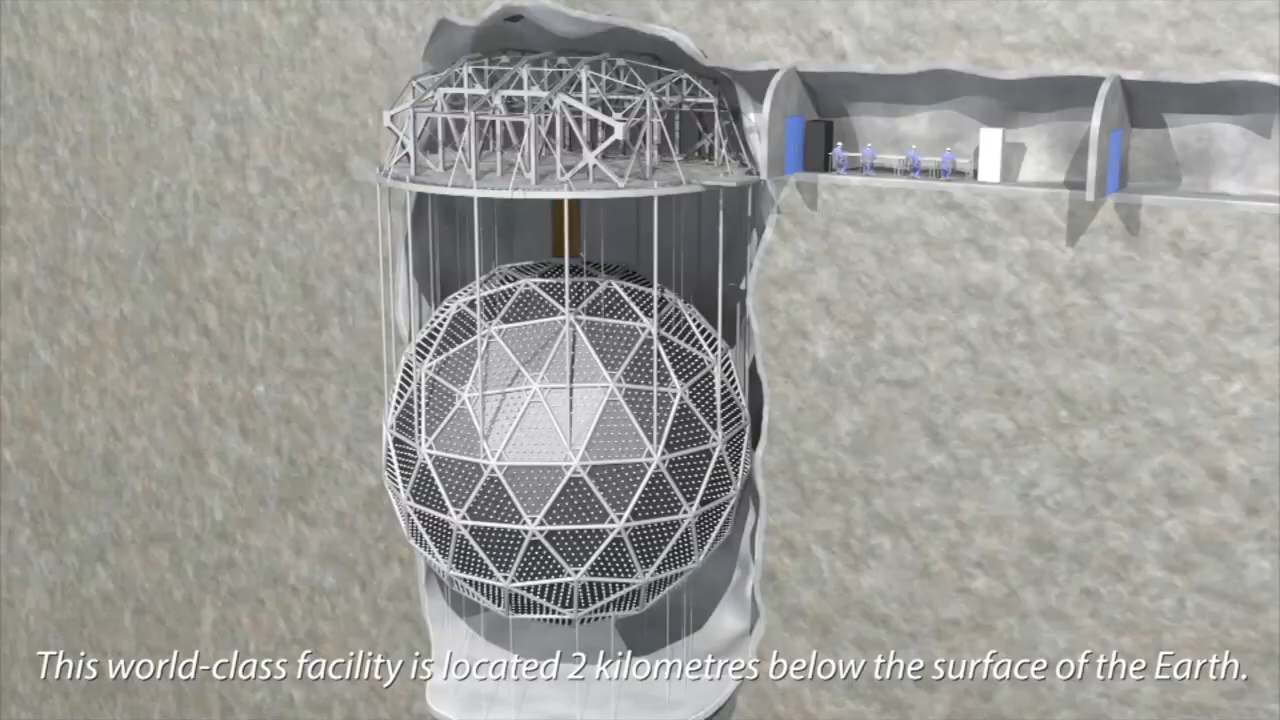 This world-class facility is located 2 kilometres below the surface of the Earth.